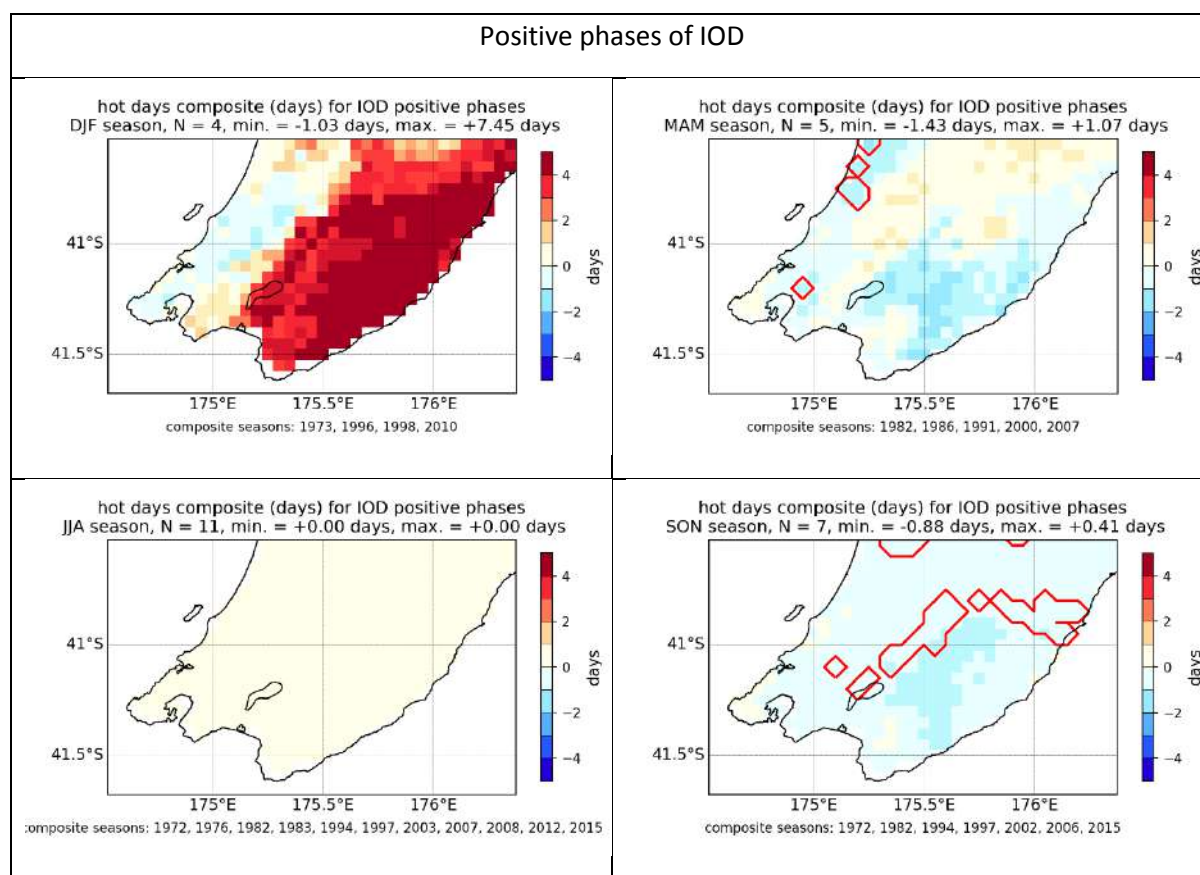 Positive phases of IOD
hot days composite (days) for IOD positive phases
DJF season, N = 4, min. = -1.03 days, max. = +7.45 days
41°S
41.5°S
175°E 175.5°E 176°E
4
2
0
−2
−4
days
composite seasons: 1973, 1996, 1998, 2010
hot days composite (days) for IOD positive phases
MAM season, N = 5, min. = -1.43 days, max. = +1.07 days
41°S
41.5°S
175°E 175.5°E 176°E
4
2
0
−2
−4
days
composite seasons: 1982, 1986, 1991, 2000, 2007
hot days composite (days) for IOD positive phases
JJA season, N = 11, min. = +0.00 days, max. = +0.00 days
41°S
41.5°S
175°E 175.5°E 176°E
4
2
0
−2
−4
days
composite seasons: 1972, 1976, 1982, 1983, 1994, 1997, 2003, 2007, 2008, 2012, 2015
hot days composite (days) for IOD positive phases
SON season, N = 7, min. = -0.88 days, max. = +0.41 days
41°S
41.5°S
175°E 175.5°E 176°E
4
2
0
−2
−4
days
composite seasons: 1972, 1982, 1994, 1997, 2002, 2006, 2015